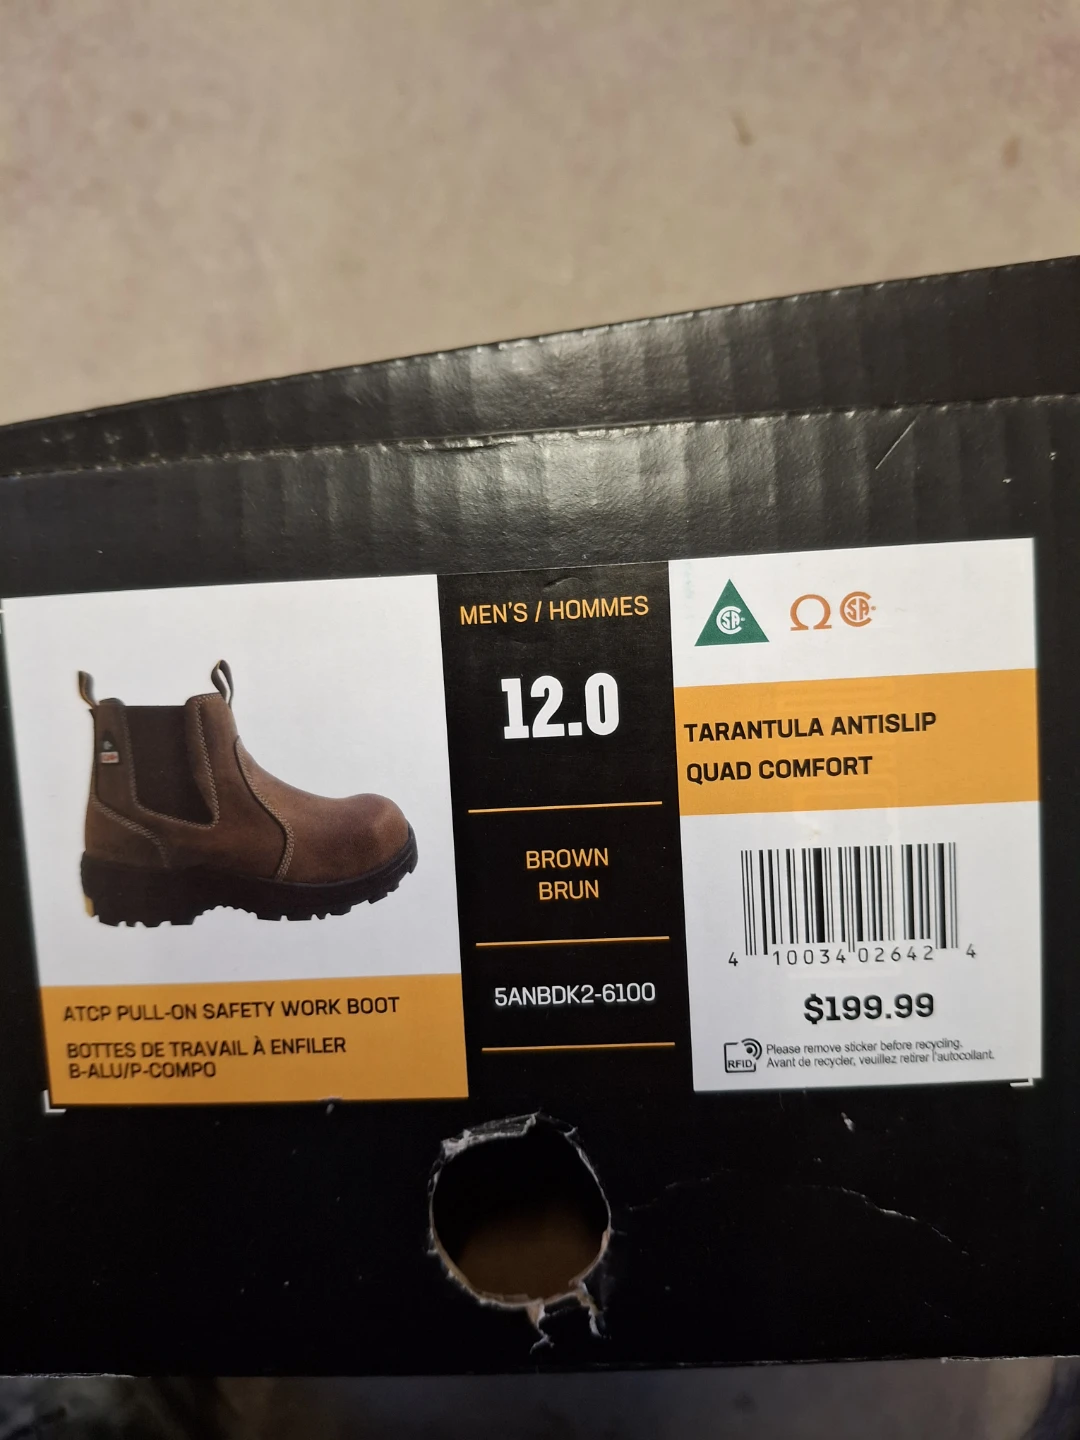 MEN'S / HOMMES
12.0
BROWN
BRUN
5ANBDK2-6100
ATCP PULL-ON SAFETY WORK BOOT
BOTTES DE TRAVAIL À ENFILER
B-ALU/P-COMPO
CSA
Ω CSA
TARANTULA ANTISLIP
QUAD COMFORT
4 10034 02642 4
$199.99
RFID
Please remove sticker before recycling.
Avant de recycler, veuillez retirer l'autocollant.